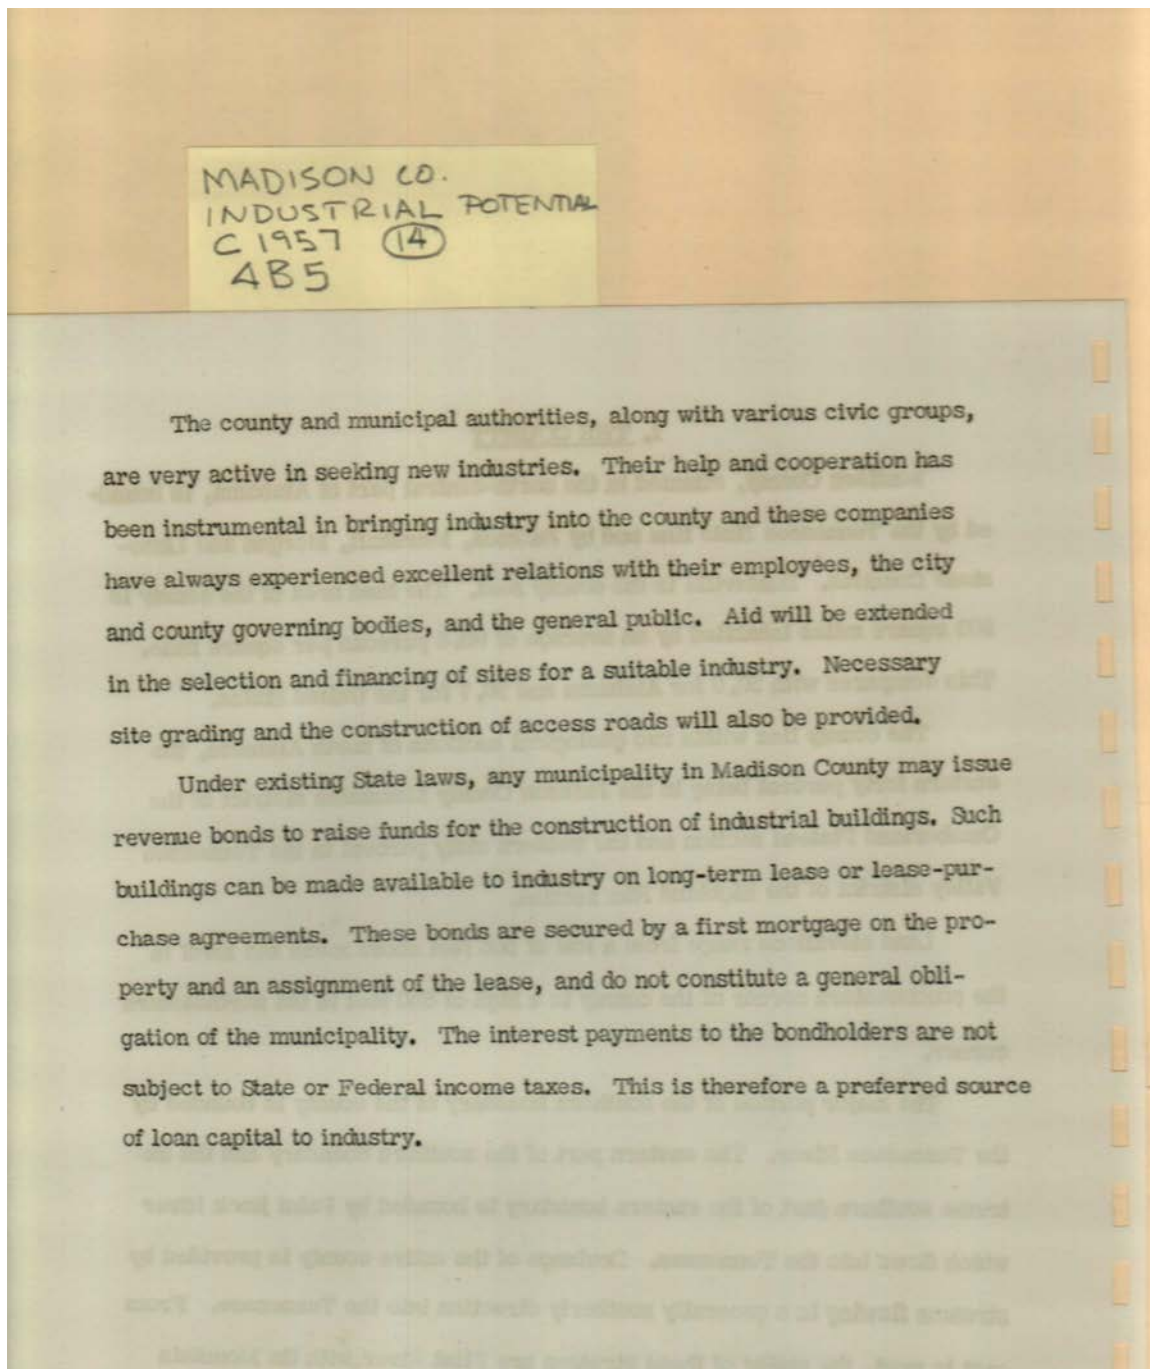 MADISON CO.
INDUSTRIAL POTENTIAL
C 1957 14
4B5
The county and municipal authorities, along with various civic groups,
are very active in seeking new industries. Their help and cooperation has
been instrumental in bringing industry into the county and these companies
have always experienced excellent relations with their employees, the city
and county governing bodies, and the general public. Aid will be extended
in the selection and financing of sites for a suitable industry. Necessary
site grading and the construction of access roads will also be provided.
Under existing State laws, any municipality in Madison County may issue
revenue bonds to raise funds for the construction of industrial buildings. Such
buildings can be made available to industry on long-term lease or lease-pur-
chase agreements. These bonds are secured by a first mortgage on the pro-
perty and an assignment of the lease, and do not constitute a general obli-
gation of the municipality. The interest payments to the bondholders are not
subject to State or Federal income taxes. This is therefore a preferred source
of loan capital to industry.